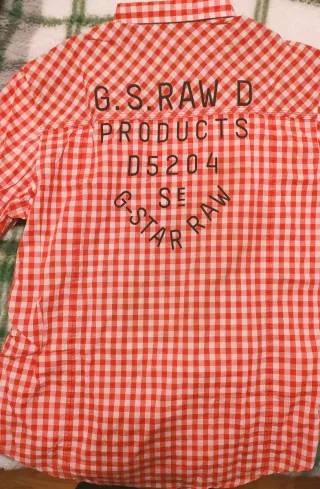 G.S.RAW D
PRODUCTS
D5204
SE
G-STAR RAW